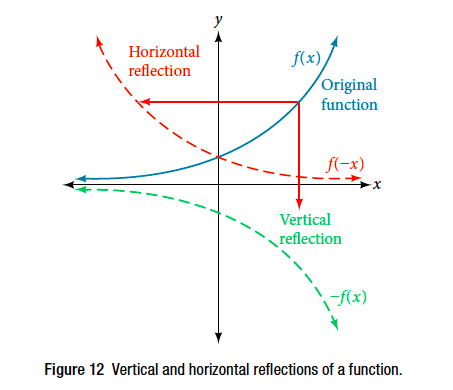 y
Horizontal
reflection
f(x)
Original
function
f(−x)
x
Vertical
reflection
−f(x)
Figure 12 Vertical and horizontal reflections of a function.